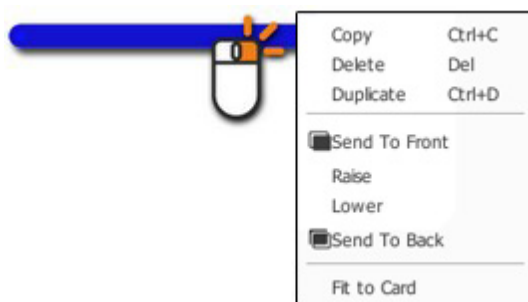 Copy Ctrl+C
Delete Del
Duplicate Ctrl+D
Send To Front
Raise
Lower
Send To Back
Fit to Card